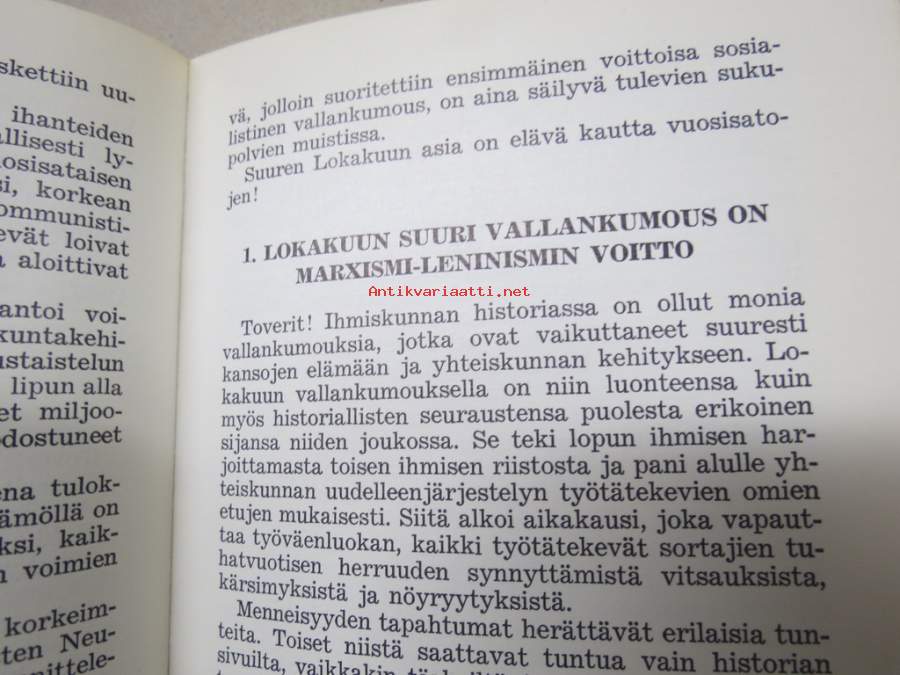 skettiin uu-
ihanteiden
allisesti ly-
osisataisen
si, korkean
ommunisti-
evät loivat
a aloittivat
antoi voi-
kuntakehi-
ustaistelun
lipun alla
et miljoo-
dostuneet
ena tulok-
ämöllä on
ksi, kaik-
n voimien
korkeim-
ten Neu-
nittele-
vä, jolloin suoritettiin ensimmäinen voittoisa sosia-
listinen vallankumous, on aina säilyvä tulevien suku-
polvien muistissa.
Suuren Lokakuun asia on elävä kautta vuosisato-
jen!
1. LOKAKUUN SUURI VALLANKUMOUS ON
MARXISMI-LENINISMIN VOITTO
Antikvariaatti.net
Toverit! Ihmiskunnan historiassa on ollut monia
vallankumouksia, jotka ovat vaikuttaneet suuresti
kansojen elämään ja yhteiskunnan kehitykseen. Lo-
kakuun vallankumouksella on niin luonteensa kuin
myös historiallisten seuraustensa puolesta erikoinen
sijansa niiden joukossa. Se teki lopun ihmisen har-
joittamasta toisen ihmisen riistosta ja pani alulle yh-
teiskunnan uudelleenjärjestelyn työtätekevien omien
etujen mukaisesti. Siitä alkoi aikakausi, joka vapaut-
taa työväenluokan, kaikki työtätekevät sortajien tu-
hatvuotisen herruuden synnyttämistä vitsauksista,
kärsimyksistä ja nöyryytyksistä.
Menneisyyden tapahtumat herättävät erilaisia tun-
teita. Toiset niistä saattavat tuntua vain historian
sivuilta, vaikkakin